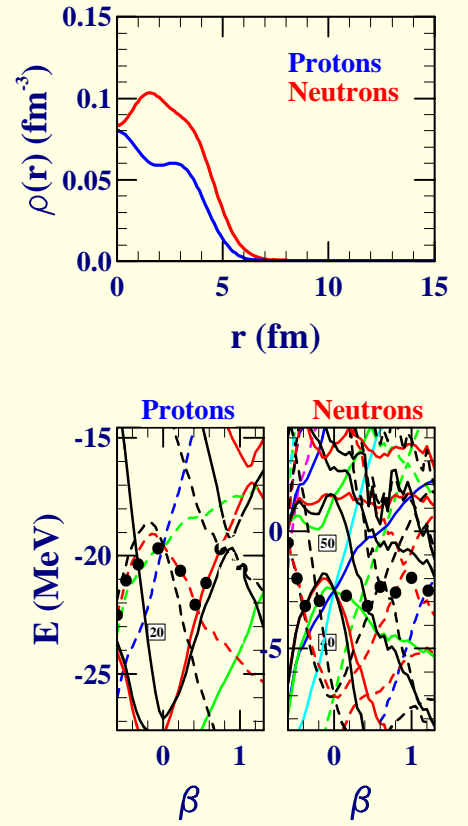 ρ(r) (fm⁻³)
0.15
0.1
0.05
0.0
Protons
Neutrons
0 5 10 15
r (fm)
Protons Neutrons
E (MeV)
-15
-20
-25
0
-5
20
50
40
0 1 0 1
β β